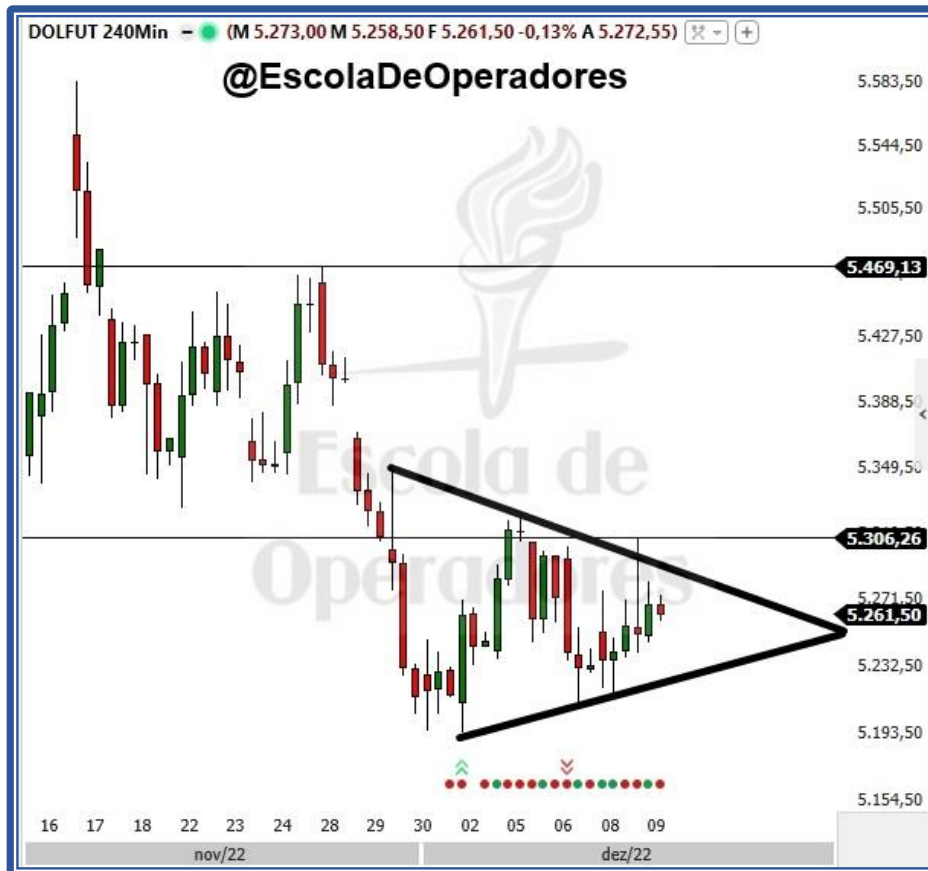 DOLFUT 240Min (M 5.273,00 M 5.258,50 F 5.261,50 -0,13% A 5.272,55)
@EscolaDeOperadores
5.583,50
5.544,50
5.505,50
5.469,13
5.427,50
5.388,50
Escola de
5.349,50
5.306,26
Operadores
5.271,50
5.261,50
5.232,50
5.193,50
5.154,50
16 17 18 22 23 24 28 29 30 02 05 06 08 09
nov/22 dez/22